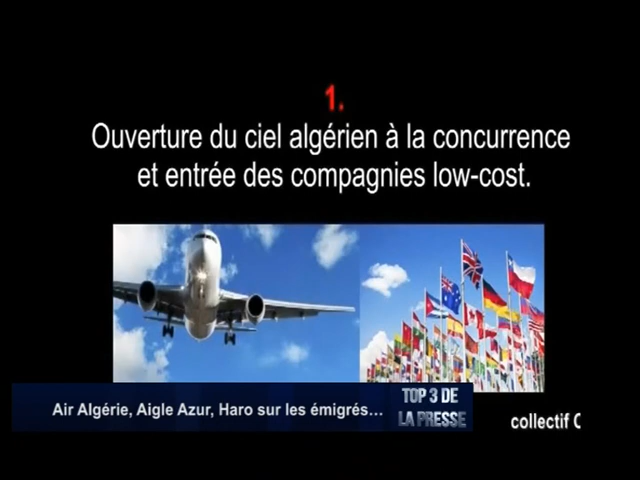 1.
Ouverture du ciel algérien à la concurrence
et entrée des compagnies low-cost.
Air Algérie, Aigle Azur, Haro sur les émigrés...
TOP 3 DE
LA PRESSE
collectif C